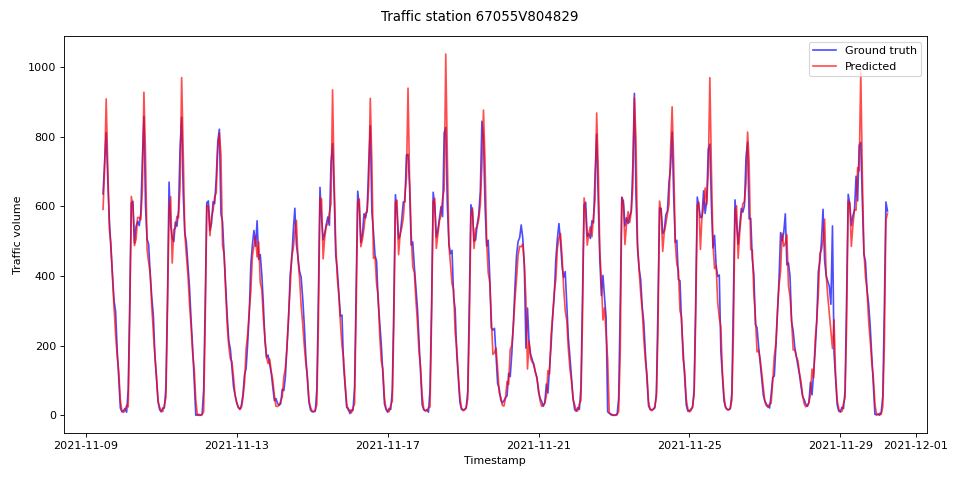 Traffic station 67055V804829
Ground truth
Predicted
1000
800
600
400
200
0
Traffic volume
2021-11-09
2021-11-13
2021-11-17
2021-11-21
2021-11-25
2021-11-29
2021-12-01
Timestamp